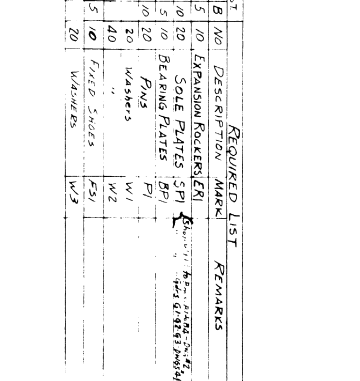 REQUIRED LIST
B NO DESCRIPTION MARK REMARKS
5 10 EXPANSION ROCKERS ER1
10 20 SOLE PLATES SP1
5 10 BEARING PLATES BP1
10 20 PINS P1
20 Washers W1
40 " W2
5 10 FIXED SHOES FS1
20 WASHERS W3